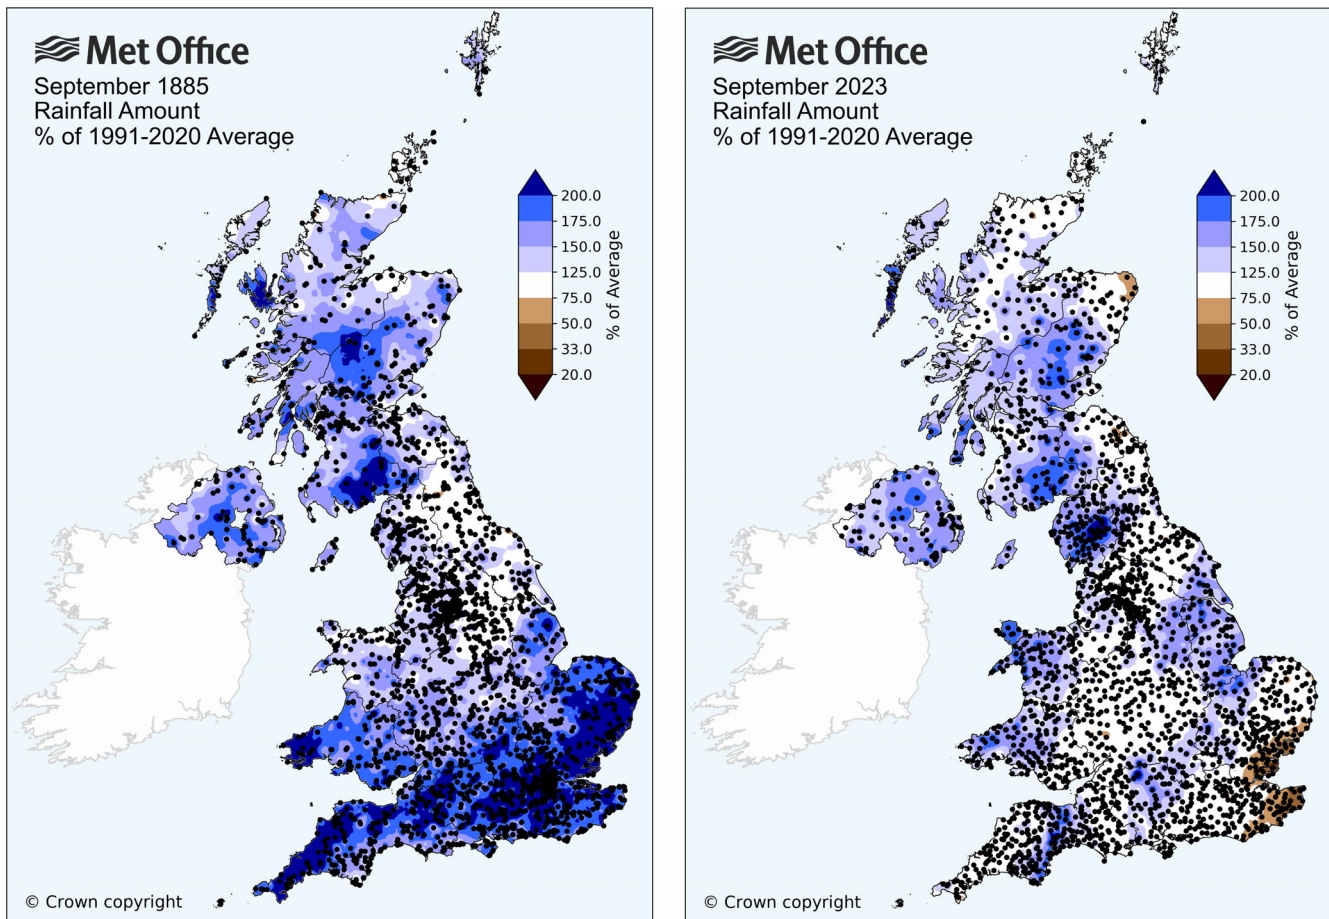 Met Office
September 1885
Rainfall Amount
% of 1991-2020 Average
200.0
175.0
150.0
125.0
75.0
50.0
33.0
20.0
% of Average
© Crown copyright
Met Office
September 2023
Rainfall Amount
% of 1991-2020 Average
200.0
175.0
150.0
125.0
75.0
50.0
33.0
20.0
% of Average
© Crown copyright